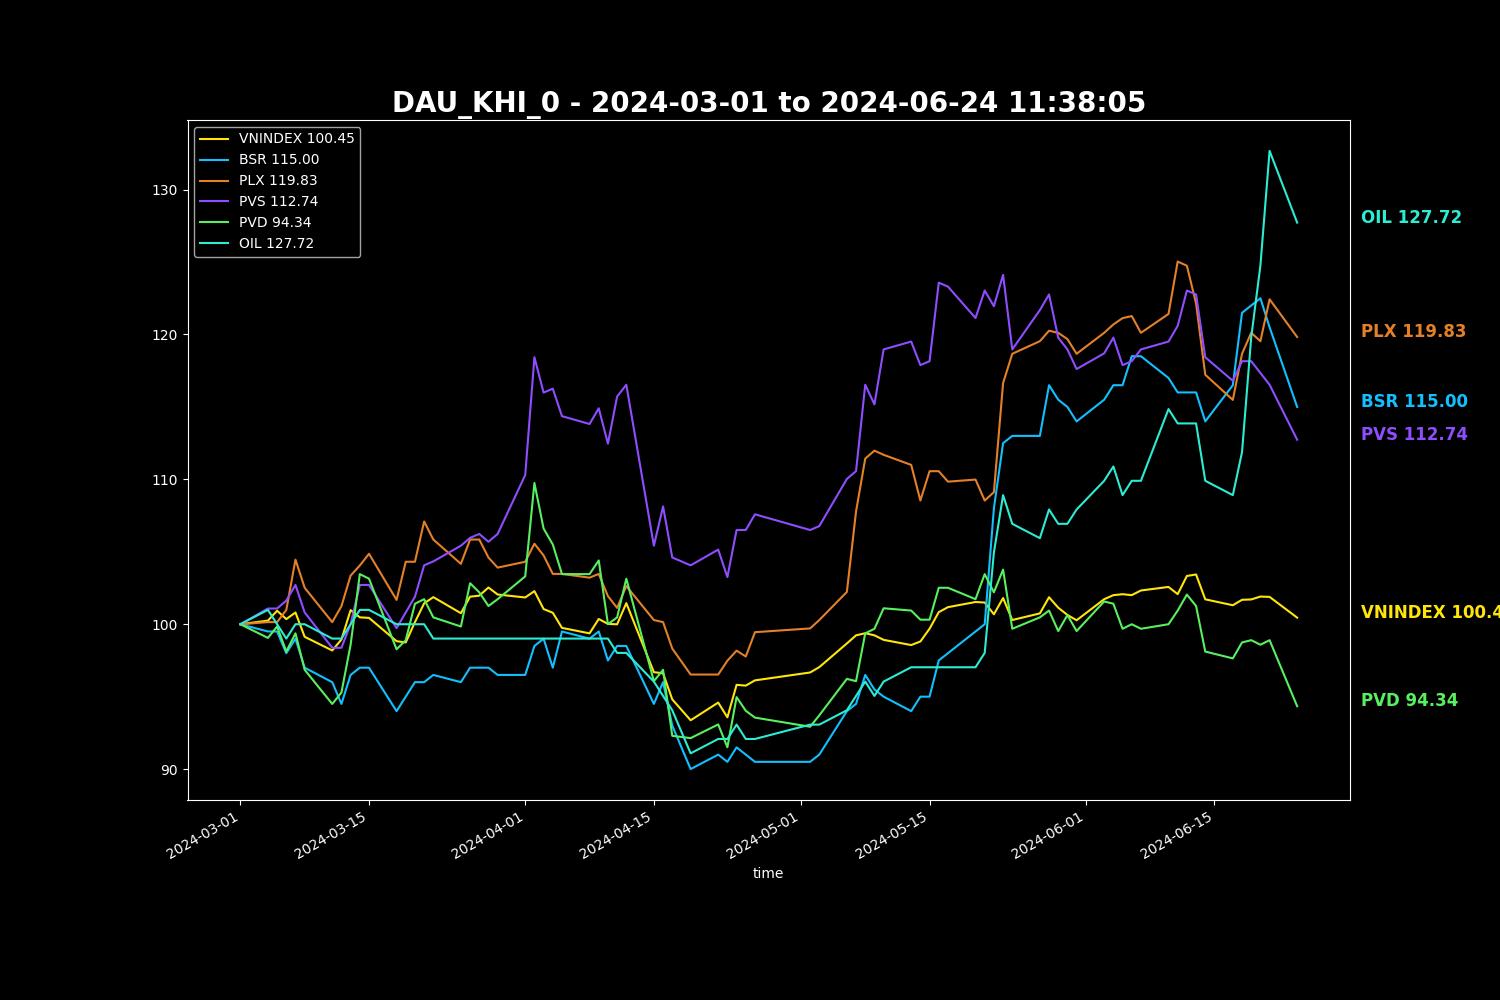 DAU_KHI_0 - 2024-03-01 to 2024-06-24 11:38:05
VNINDEX 100.45
BSR 115.00
PLX 119.83
PVS 112.74
PVD 94.34
OIL 127.72
130
120
110
100
90
OIL 127.72
PLX 119.83
BSR 115.00
PVS 112.74
VNINDEX 100.4
PVD 94.34
2024-03-01
2024-03-15
2024-04-01
2024-04-15
2024-05-01
2024-05-15
2024-06-01
2024-06-15
time